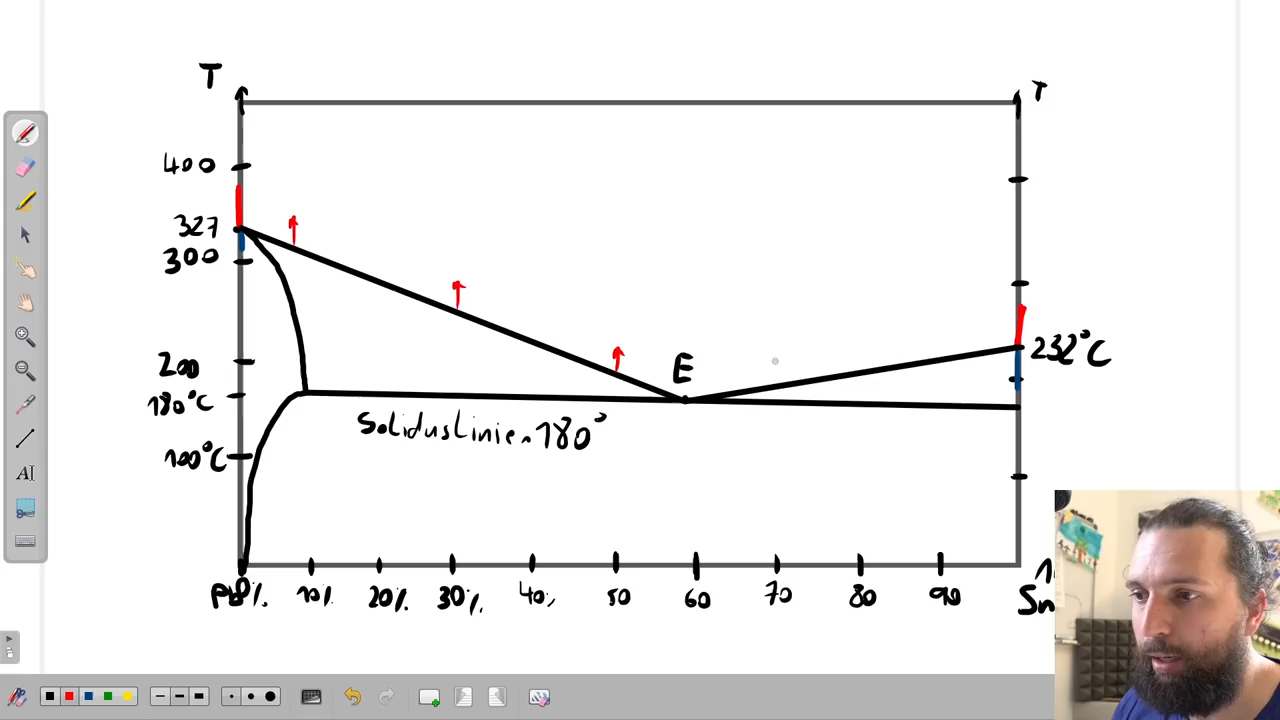 T
T
400
327
300
E
232°C
200
180°C
Soliduslinie 180°
100°C
Pb 0% 10% 20% 30% 40% 50 60 70 80 90
Sn
AI